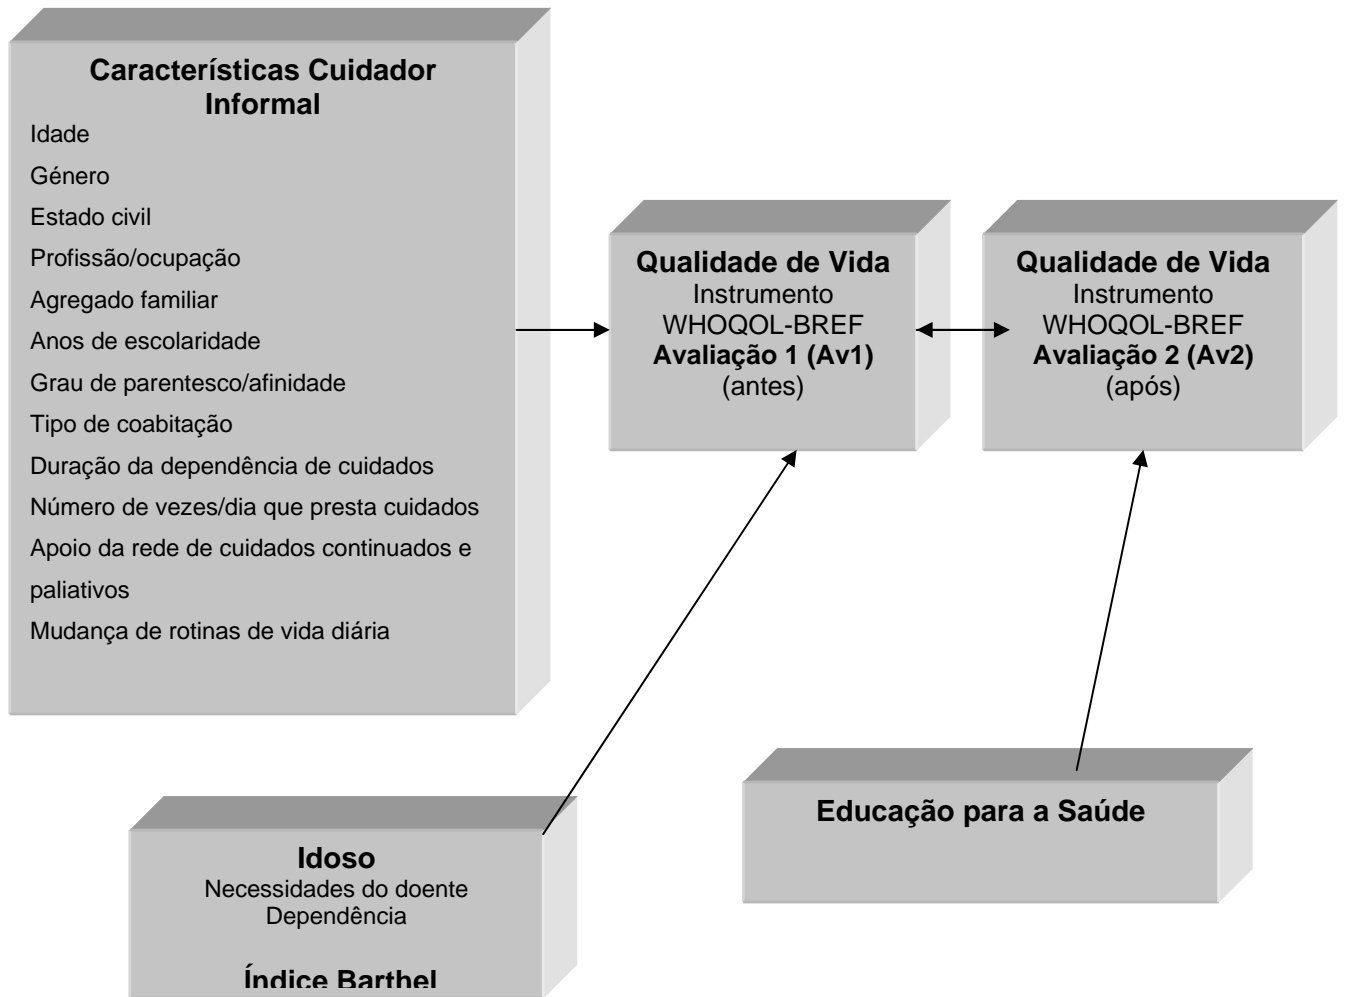 Características Cuidador
Informal
Idade
Género
Estado civil
Profissão/ocupação
Agregado familiar
Anos de escolaridade
Grau de parentesco/afinidade
Tipo de coabitação
Duração da dependência de cuidados
Número de vezes/dia que presta cuidados
Apoio da rede de cuidados continuados e
paliativos
Mudança de rotinas de vida diária
Qualidade de Vida
Instrumento
WHOQOL-BREF
Avaliação 1 (Av1)
(antes)
Qualidade de Vida
Instrumento
WHOQOL-BREF
Avaliação 2 (Av2)
(após)
Idoso
Necessidades do doente
Dependência
Índice Barthel
Educação para a Saúde